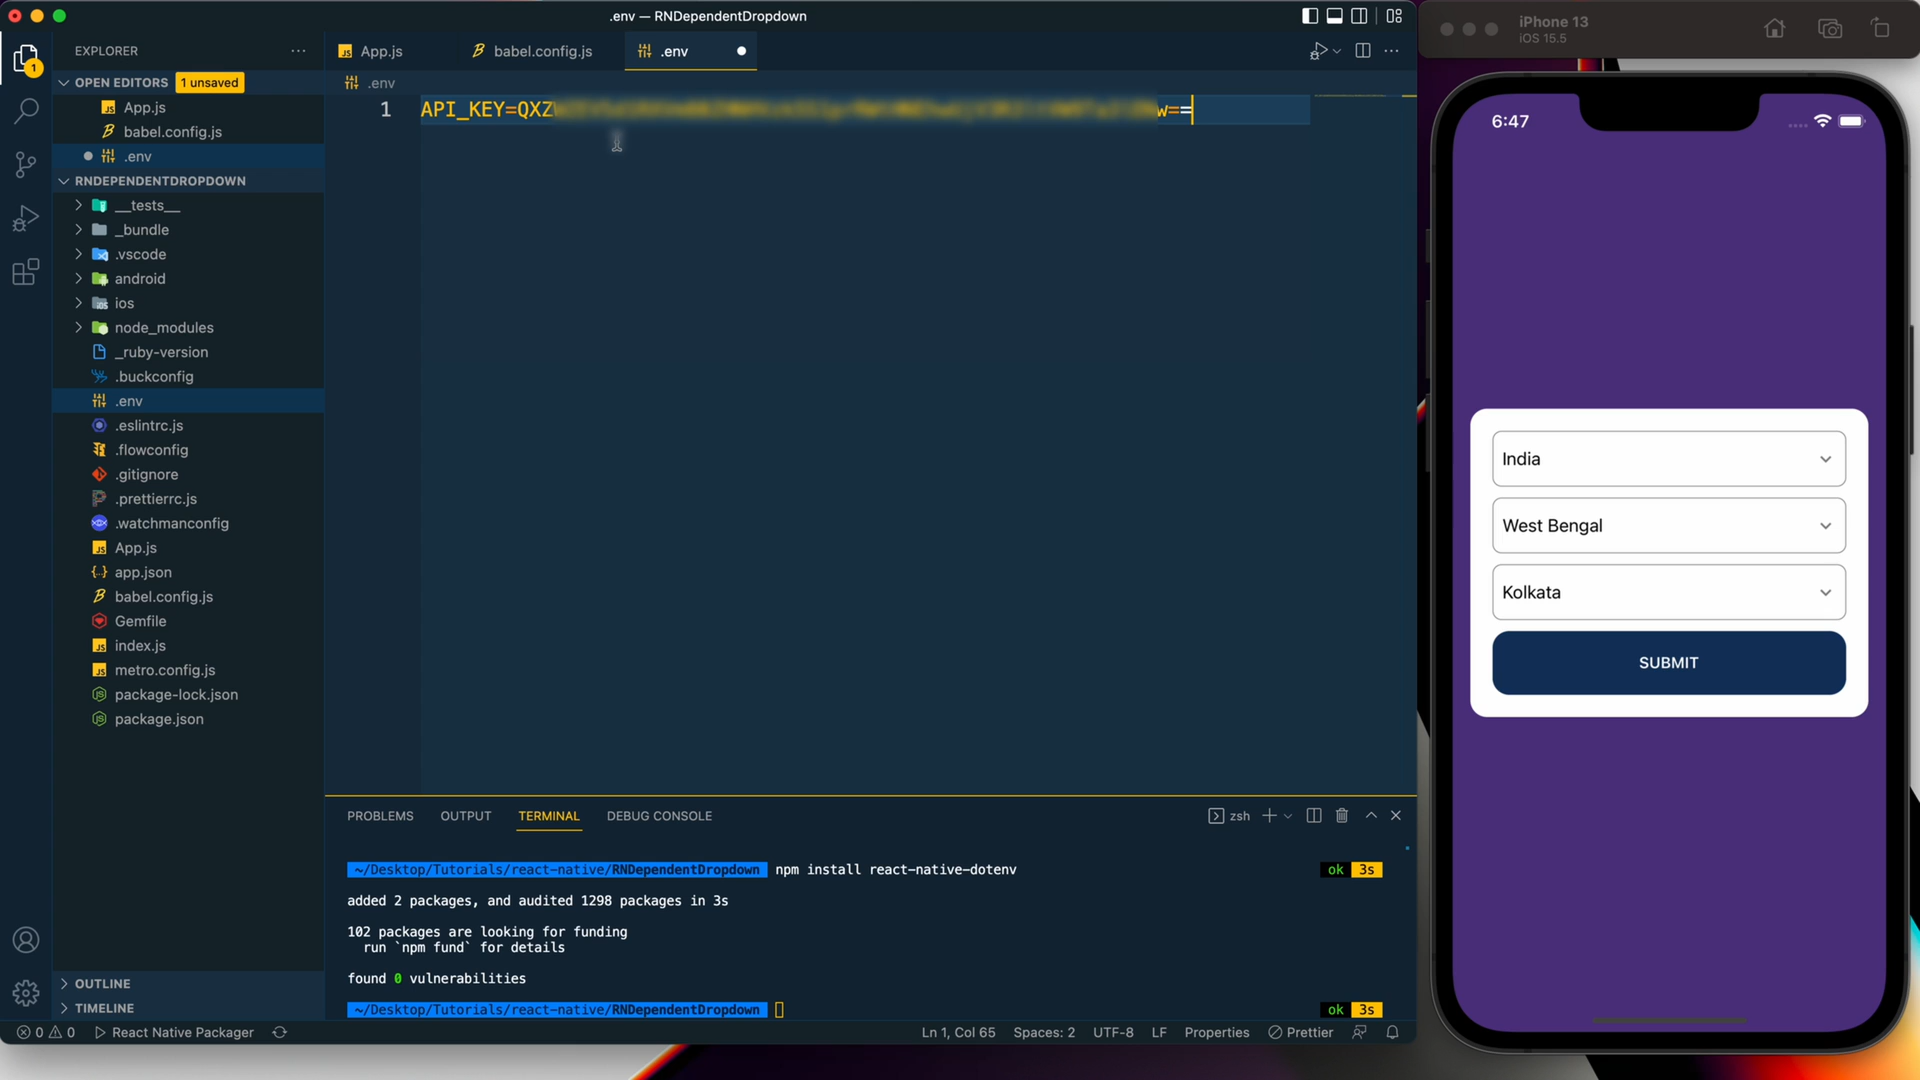 .env — RNDependentDropdown
EXPLORER
OPEN EDITORS 1 unsaved
App.js
babel.config.js
.env
RNDEPENDENTDROPDOWN
__tests__
_bundle
.vscode
android
ios
node_modules
_ruby-version
.buckconfig
.env
.eslintrc.js
.flowconfig
.gitignore
.prettierrc.js
.watchmanconfig
App.js
app.json
babel.config.js
Gemfile
index.js
metro.config.js
package-lock.json
package.json
OUTLINE
TIMELINE
App.js babel.config.js .env
.env
1 API_KEY=QXZ w==
PROBLEMS OUTPUT TERMINAL DEBUG CONSOLE zsh
~/Desktop/Tutorials/react-native/RNDependentDropdown npm install react-native-dotenv ok 3s
added 2 packages, and audited 1298 packages in 3s
102 packages are looking for funding
run `npm fund` for details
found 0 vulnerabilities
~/Desktop/Tutorials/react-native/RNDependentDropdown ok 3s
0 0 React Native Packager Ln 1, Col 65 Spaces: 2 UTF-8 LF Properties Prettier
iPhone 13
iOS 15.5
6:47
India
West Bengal
Kolkata
SUBMIT